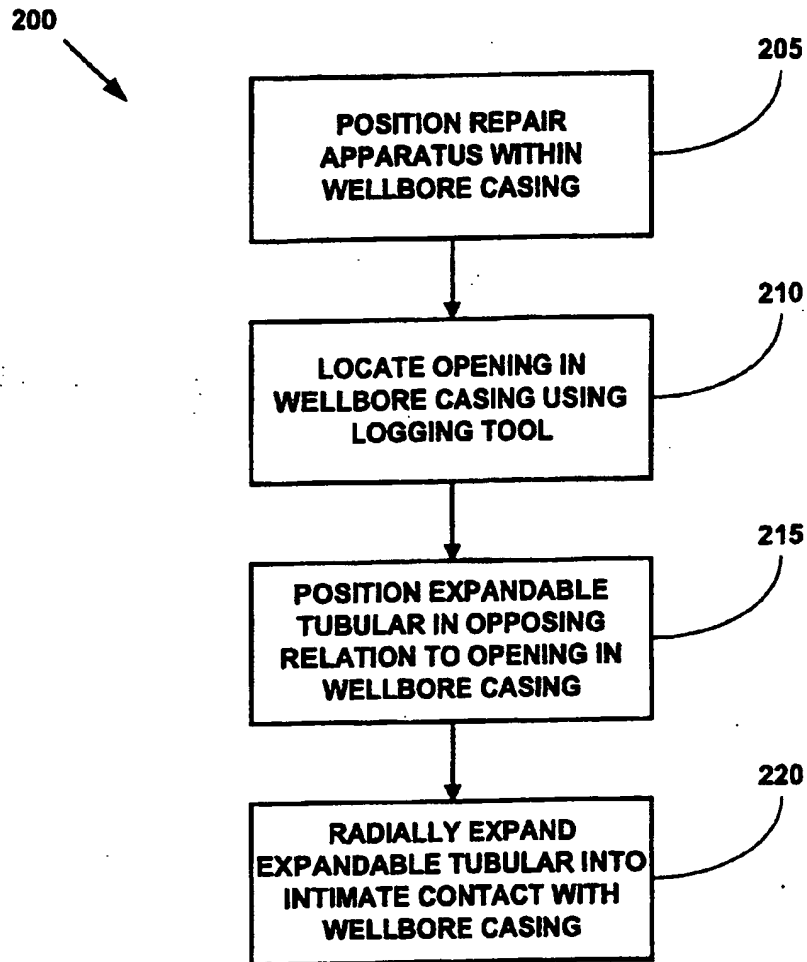 200
205
POSITION REPAIR
APPARATUS WITHIN
WELLBORE CASING
210
LOCATE OPENING IN
WELLBORE CASING USING
LOGGING TOOL
215
POSITION EXPANDABLE
TUBULAR IN OPPOSING
RELATION TO OPENING IN
WELLBORE CASING
220
RADIALLY EXPAND
EXPANDABLE TUBULAR INTO
INTIMATE CONTACT WITH
WELLBORE CASING